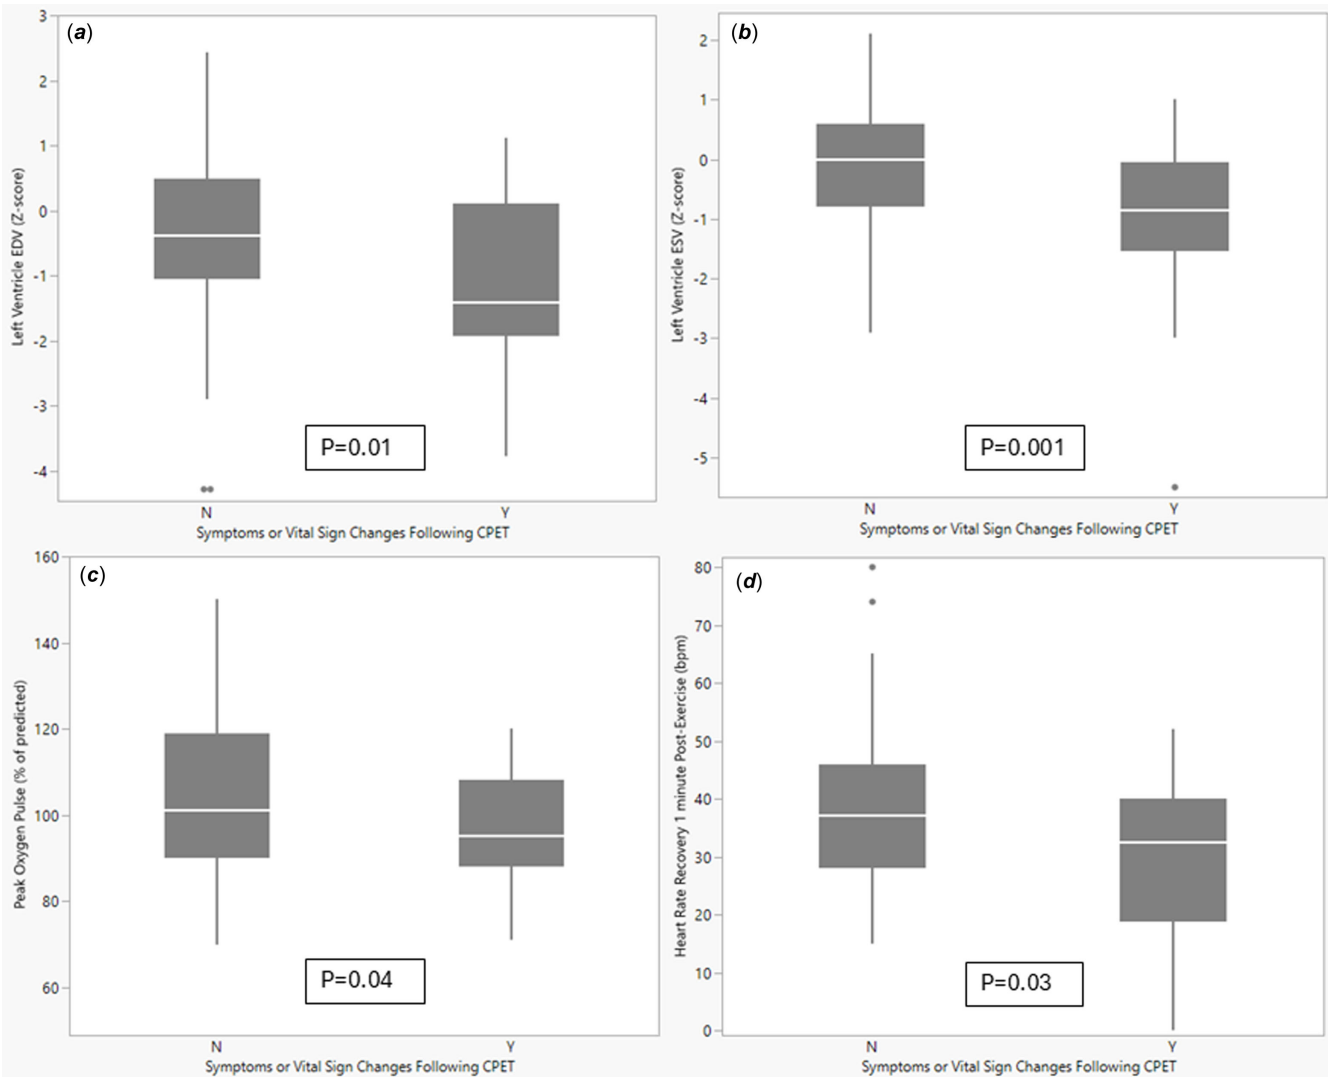 (a)
3
2
1
0
-1
-2
-3
-4
Left Ventricle EDV (Z-score)
P=0.01
N Y
Symptoms or Vital Sign Changes Following CPET
(b)
2
1
0
-1
-2
-3
-4
-5
Left Ventricle ESV (Z-score)
P=0.001
N Y
Symptoms or Vital Sign Changes Following CPET
(c)
160
140
120
100
80
60
Peak Oxygen Pulse (% of predicted)
P=0.04
N Y
Symptoms or Vital Sign Changes Following CPET
(d)
80
70
60
50
40
30
20
10
0
Heart Rate Recovery 1 minute Post-Exercise (bpm)
P=0.03
N Y
Symptoms or Vital Sign Changes Following CPET